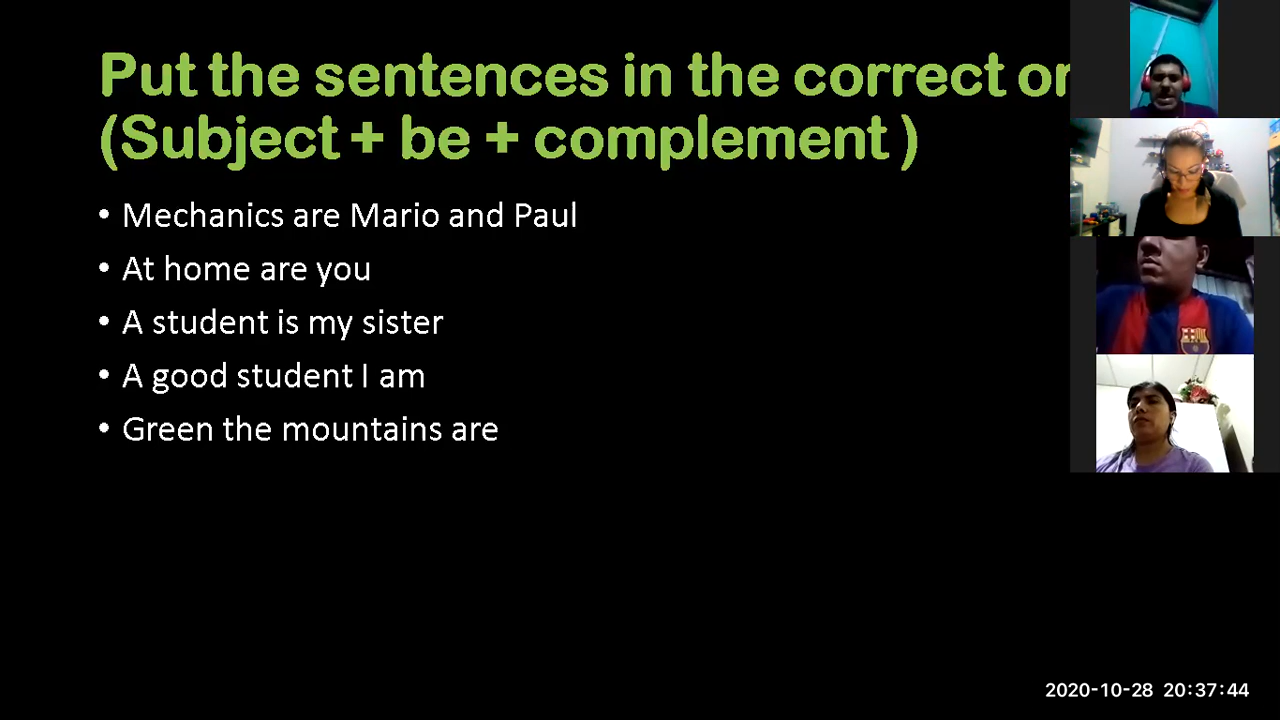 Put the sentences in the correct
(Subject + be + complement )
• Mechanics are Mario and Paul
• At home are you
• A student is my sister
• A good student I am
• Green the mountains are
2020-10-28 20:37:44